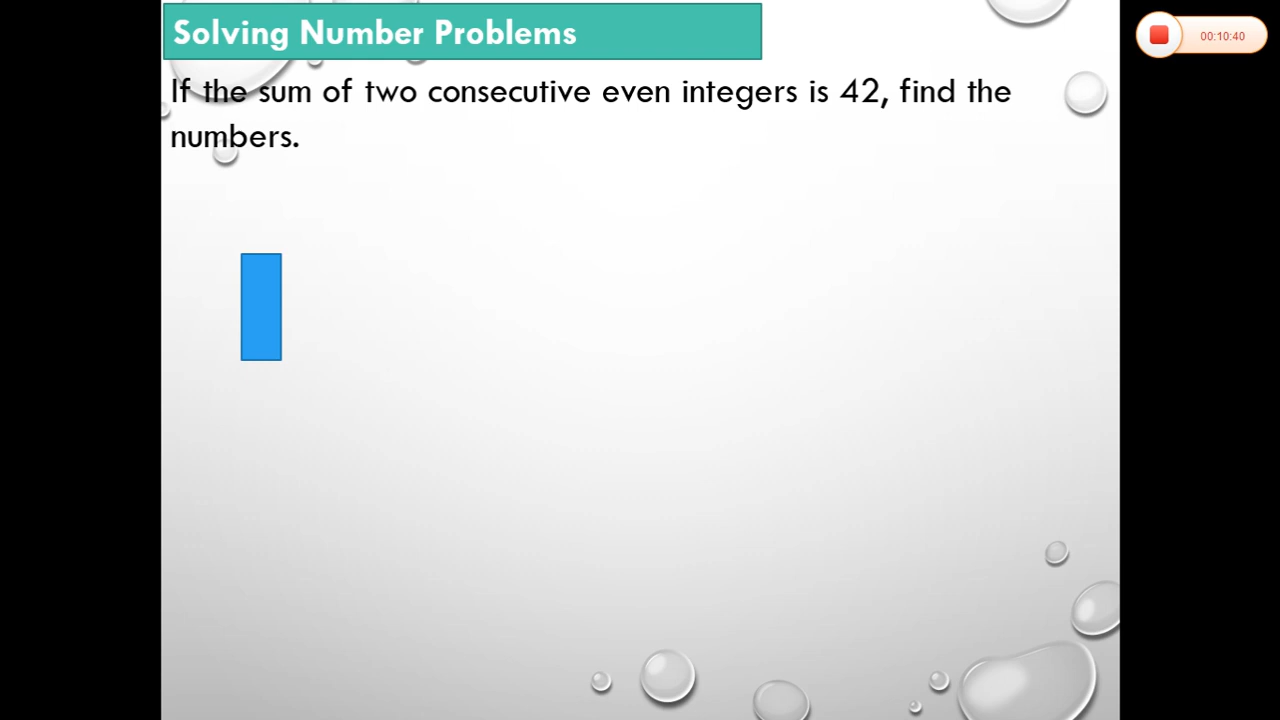 Solving Number Problems
00:10:40
If the sum of two consecutive even integers is 42, find the
numbers.